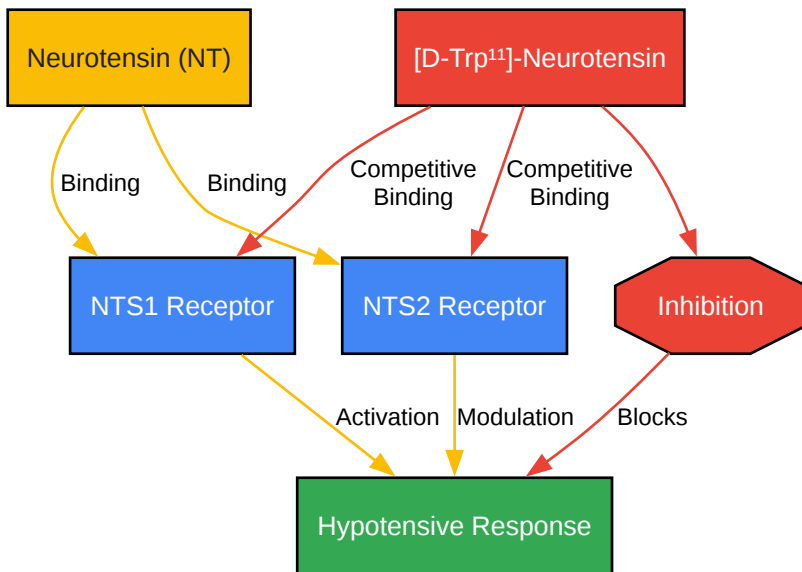 Neurotensin (NT)
[D-Trp¹¹]-Neurotensin
Binding
Binding
Competitive
Binding
Competitive
Binding
NTS1 Receptor
NTS2 Receptor
Inhibition
Activation
Modulation
Blocks
Hypotensive Response